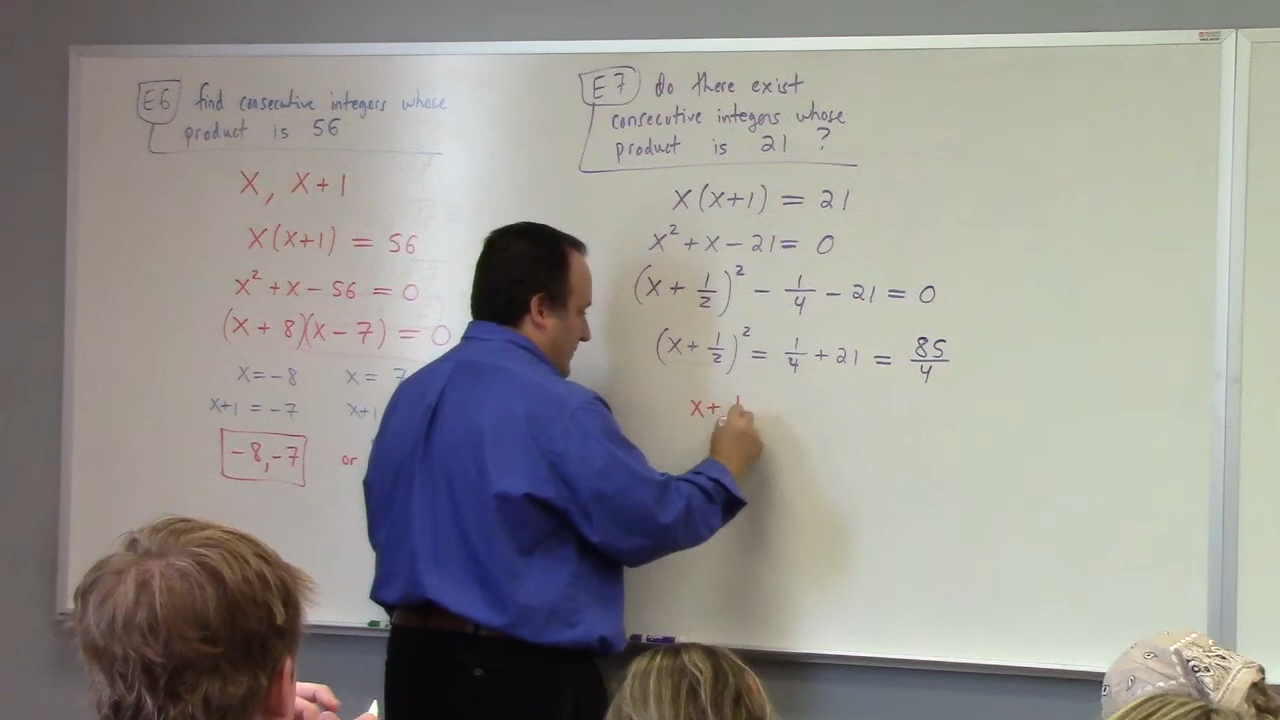 E6 find consecutive integers whose
product is 56
X, X+1
X(X+1) = 56
X² + X - 56 = 0
(X + 8)(X - 7) = 0
X = -8 X = 7
X+1 = -7 X+1
-8, -7 or
E7 do there exist
consecutive integers whose
product is 21 ?
X(X+1) = 21
X² + X - 21 = 0
(X + 1/2)² - 1/4 - 21 = 0
(X + 1/2)² = 1/4 + 21 = 85/4
X + 1